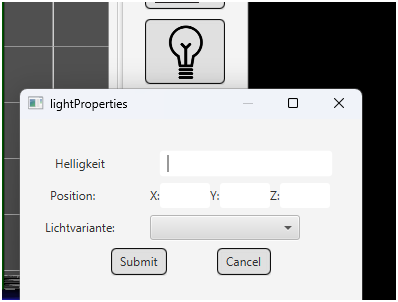 lightProperties
Helligkeit
Position: X: Y: Z:
Lichtvariante:
Submit Cancel